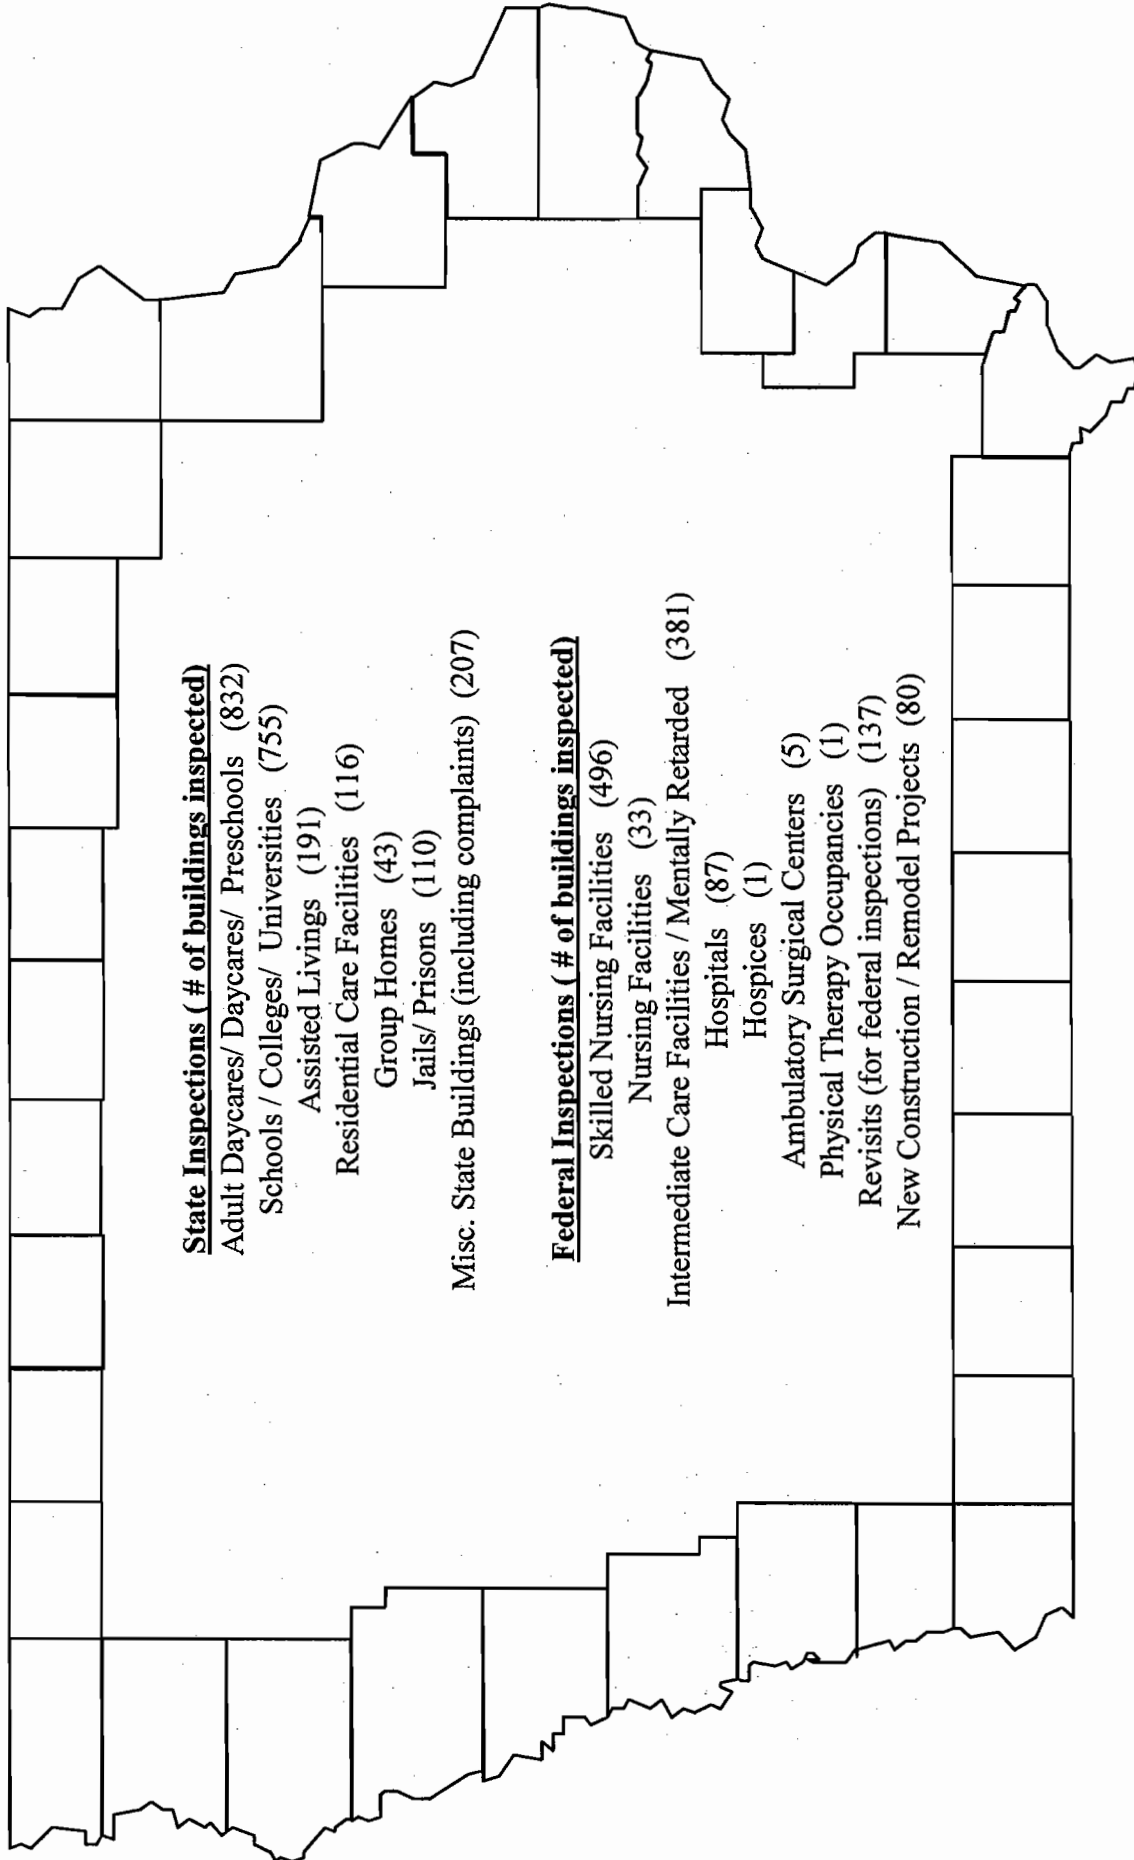 State Inspections ( # of buildings inspected)
Adult Daycares/ Daycares/ Preschools (832)
Schools / Colleges/ Universities (755)
Assisted Livings (191)
Residential Care Facilities (116)
Group Homes (43)
Jails/ Prisons (110)
Misc. State Buildings (including complaints) (207)
Federal Inspections ( # of buildings inspected)
Skilled Nursing Facilities (496)
Nursing Facilities (33)
Intermediate Care Facilities / Mentally Retarded (381)
Hospitals (87)
Hospices (1)
Ambulatory Surgical Centers (5)
Physical Therapy Occupancies (1)
Revisits (for federal inspections) (137)
New Construction / Remodel Projects (80)